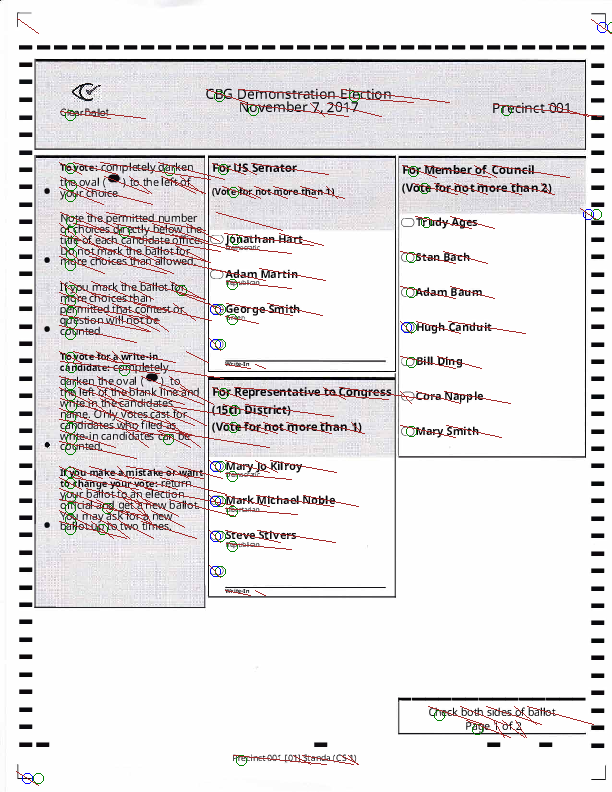 CBG Demonstration Election
November 7, 2017
ClearBallot
Precinct 001
To vote: completely darken
the oval ( ) to the left of
your choice.
Note the permitted number
of choices directly below the
title of each candidate office.
Do not mark the ballot for
more choices than allowed.
If you mark the ballot for
more choices than
permitted that contest or
question will not be
counted.
To vote for a write-in
candidate: completely
darken the oval ( ) to
the left of the blank line and
write in the candidates
name. Only votes cast for
candidates who filed as
write-in candidates can be
counted.
If you make a mistake or want
to change your vote: return
your ballot to an election
official and get a new ballot.
You may ask for a new
ballot up to two times.
For US Senator
(Vote for not more than 1)
Jonathan Hart
Democratic
Adam Martin
Republican
George Smith
Write-In
For Representative to Congress
(15th District)
(Vote for not more than 1)
Mary Jo Kilroy
Democratic
Mark Michael Noble
Libertarian
Steve Stivers
Republican
Write-In
For Member of Council
(Vote for not more than 2)
Trudy Ages
Stan Bach
Adam Baum
Hugh Canduit
Bill Ding
Cora Napple
Mary Smith
Check both sides of ballot
Page 1 of 2
Precinct 001 [01] Standa (CS 1)